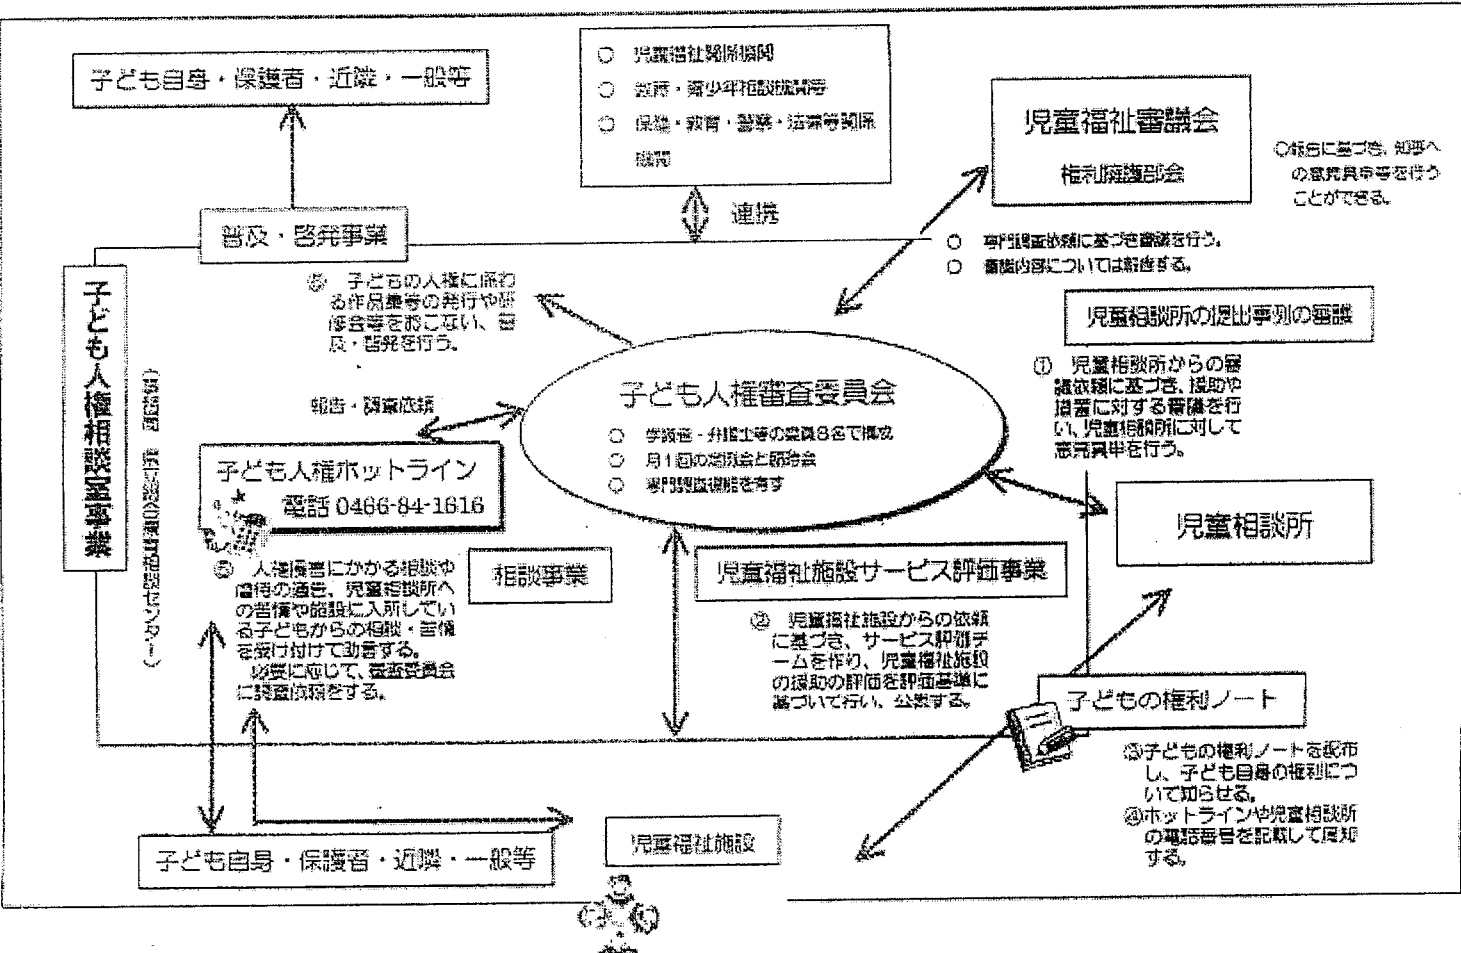 子ども自身・保護者・近隣・一般等
○ 児童福祉関係機関
○ 教育・青少年相談機関等
○ 保健・教育・警察・法務等関係
機関
児童福祉審議会
権利擁護部会
○報告に基づき、知事へ
の意見具申等を行う
ことができる。
連携
普及・啓発事業
○ 専門調査依頼に基づき審議を行う。
○ 審議内容については報告する。
子ども人権相談室事業
子どもの人権に係わ
る作品集等の発行や研
修会等をおこない、普
及・啓発を行う。
児童相談所の提出事例の審議
① 児童相談所からの審
議依頼に基づき、援助や
措置に対する審議を行
い、児童相談所に対して
意見具申を行う。
子ども人権審査委員会
○ 学識者・弁護士等の委員8名で構成
○ 月1回の定例会と臨時会
○ 専門調査機能を有す
報告・調査依頼
子ども人権ホットライン
電話 0466-84-1616
相談事業
⑤ 人権侵害にかかる相談や
虐待の通告、児童相談所へ
の苦情や施設に入所してい
る子どもからの相談・苦情
を受け付けて助言する。
必要に応じて、審査委員会
に調査依頼をする。
児童福祉施設サービス評価事業
② 児童福祉施設からの依頼
に基づき、サービス評価チ
ームを作り、児童福祉施設
の援助の評価を評価基準に
基づいて行い、公表する。
児童相談所
子どもの権利ノート
③子どもの権利ノートを配布
し、子ども自身の権利につ
いて知らせる。
④ホットラインや児童相談所
の電話番号を記載して周知
する。
子ども自身・保護者・近隣・一般等
児童福祉施設